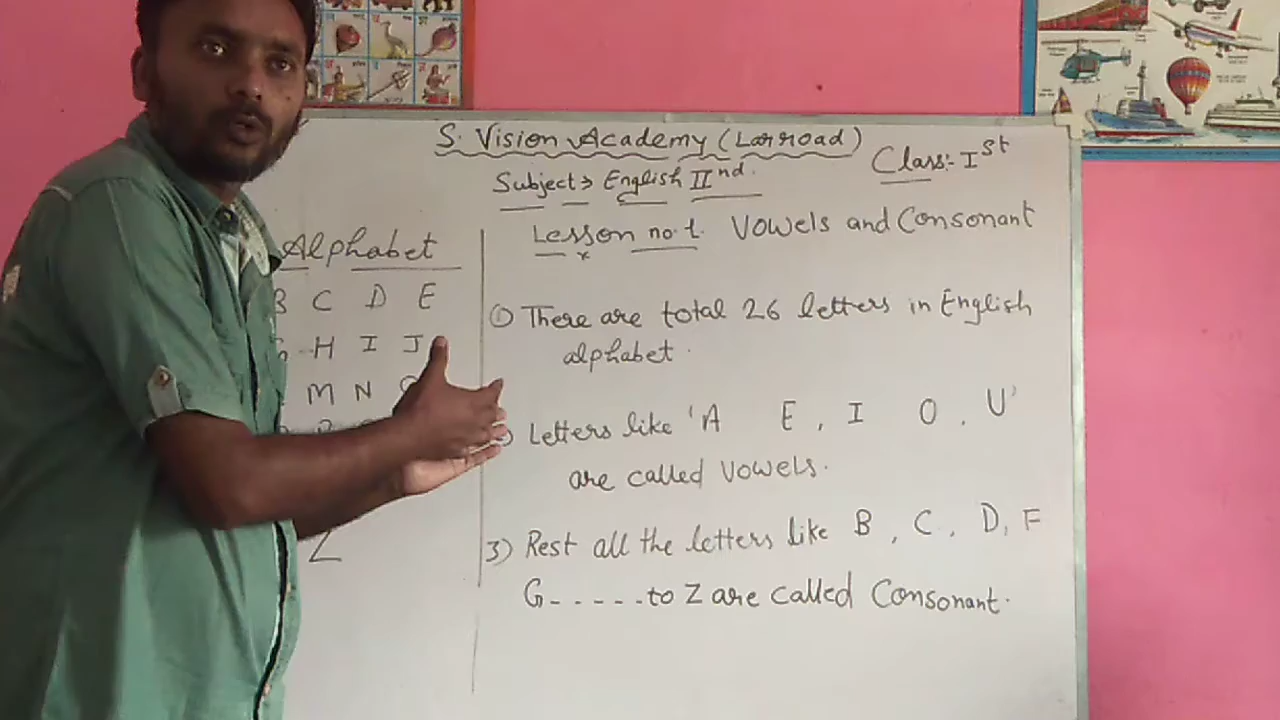 S. Vision Academy (Larroad)
Class:- Ist
Subject → English IInd.
Lesson no. 1. Vowels and Consonant
Alphabet
B C D E
H I J
M N O
Z
① There are total 26 letters in English
alphabet.
Letters like 'A E, I O, U'
are called Vowels.
3) Rest all the letters like B, C, D, F
G-----to Z are called Consonant.